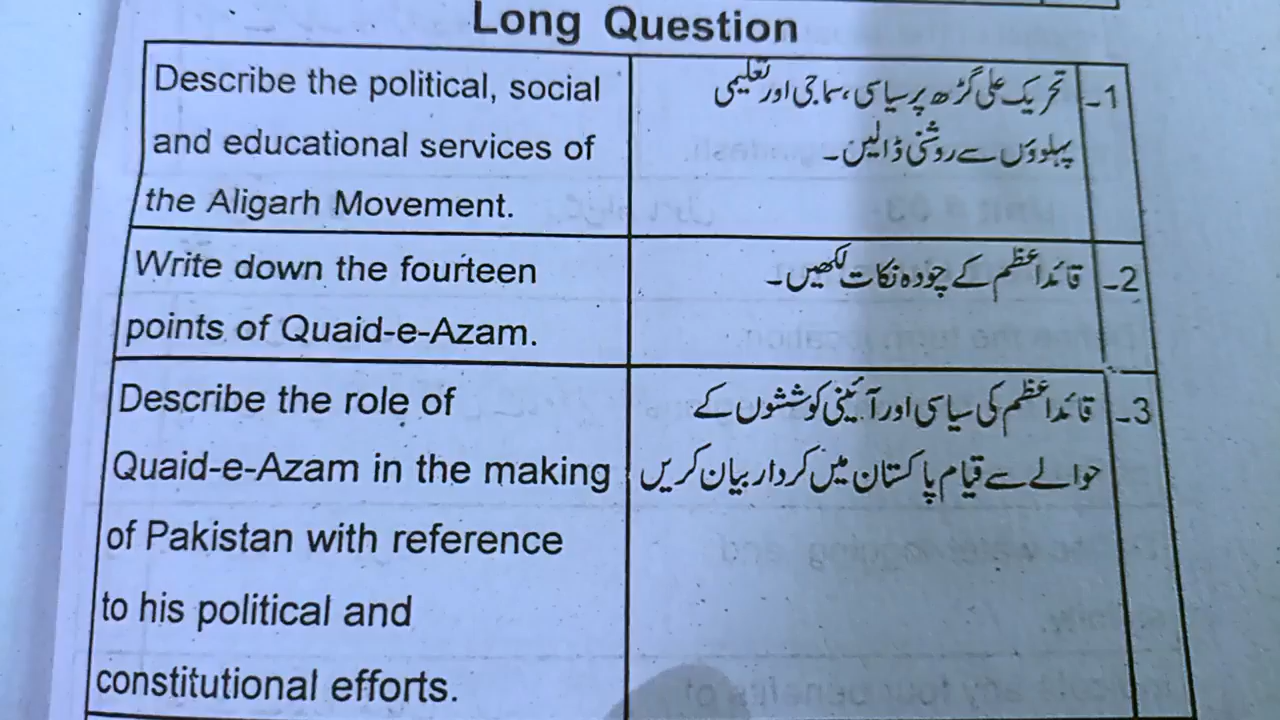 Long Question
Describe the political, social
and educational services of
the Aligarh Movement.
تحریک علی گڑھ پر سیاسی، سماجی اور تعلیمی
پہلوؤں سے روشنی ڈالیں۔
1۔
Write down the fourteen
points of Quaid-e-Azam.
قائداعظم کے چودہ نکات لکھیں۔
2۔
Describe the role of
Quaid-e-Azam in the making
of Pakistan with reference
to his political and
constitutional efforts.
قائداعظم کی سیاسی اور آئینی کوششوں کے
حوالے سے قیام پاکستان میں کردار بیان کریں
3۔